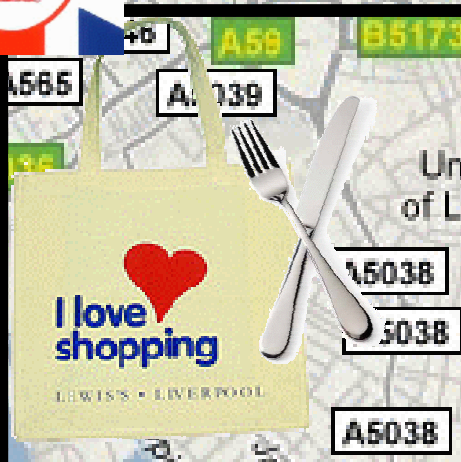 A59
B5173
A565
A5039
Un
of L
A5038
A5038
I love
shopping
LEWIS'S • LIVERPOOL
A5038